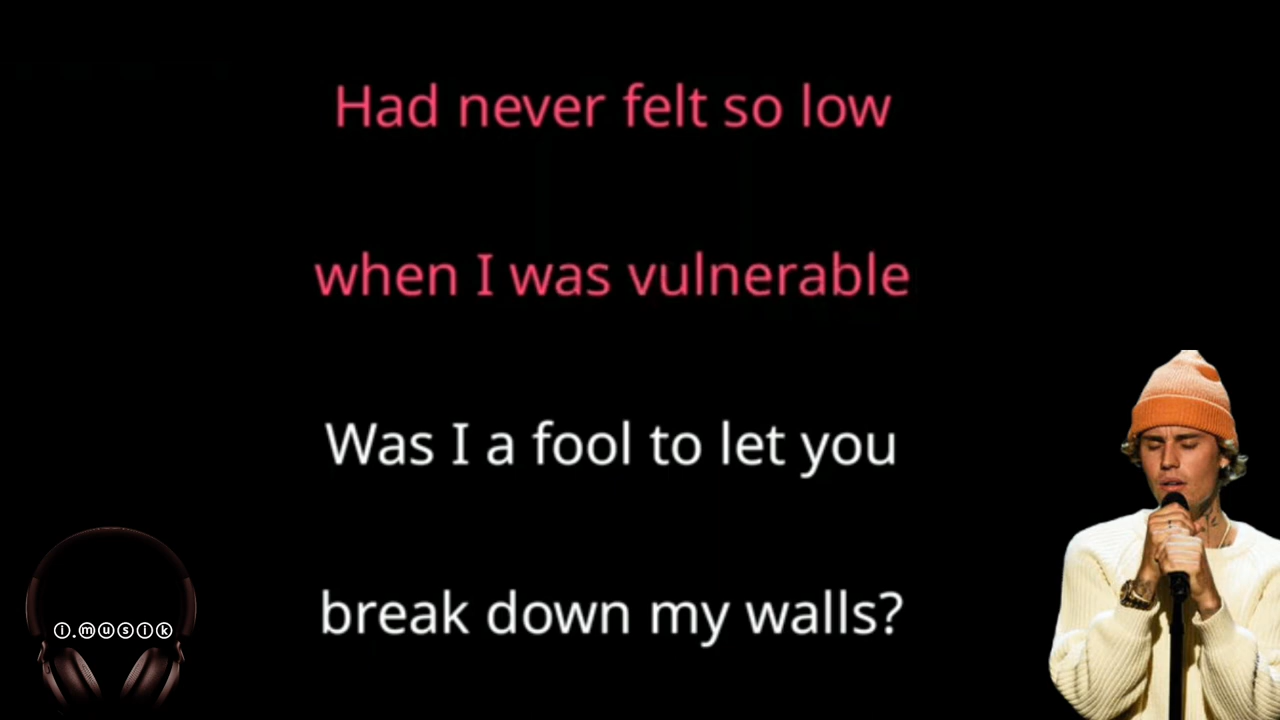 Had never felt so low
when I was vulnerable
Was I a fool to let you
break down my walls?
i.musik